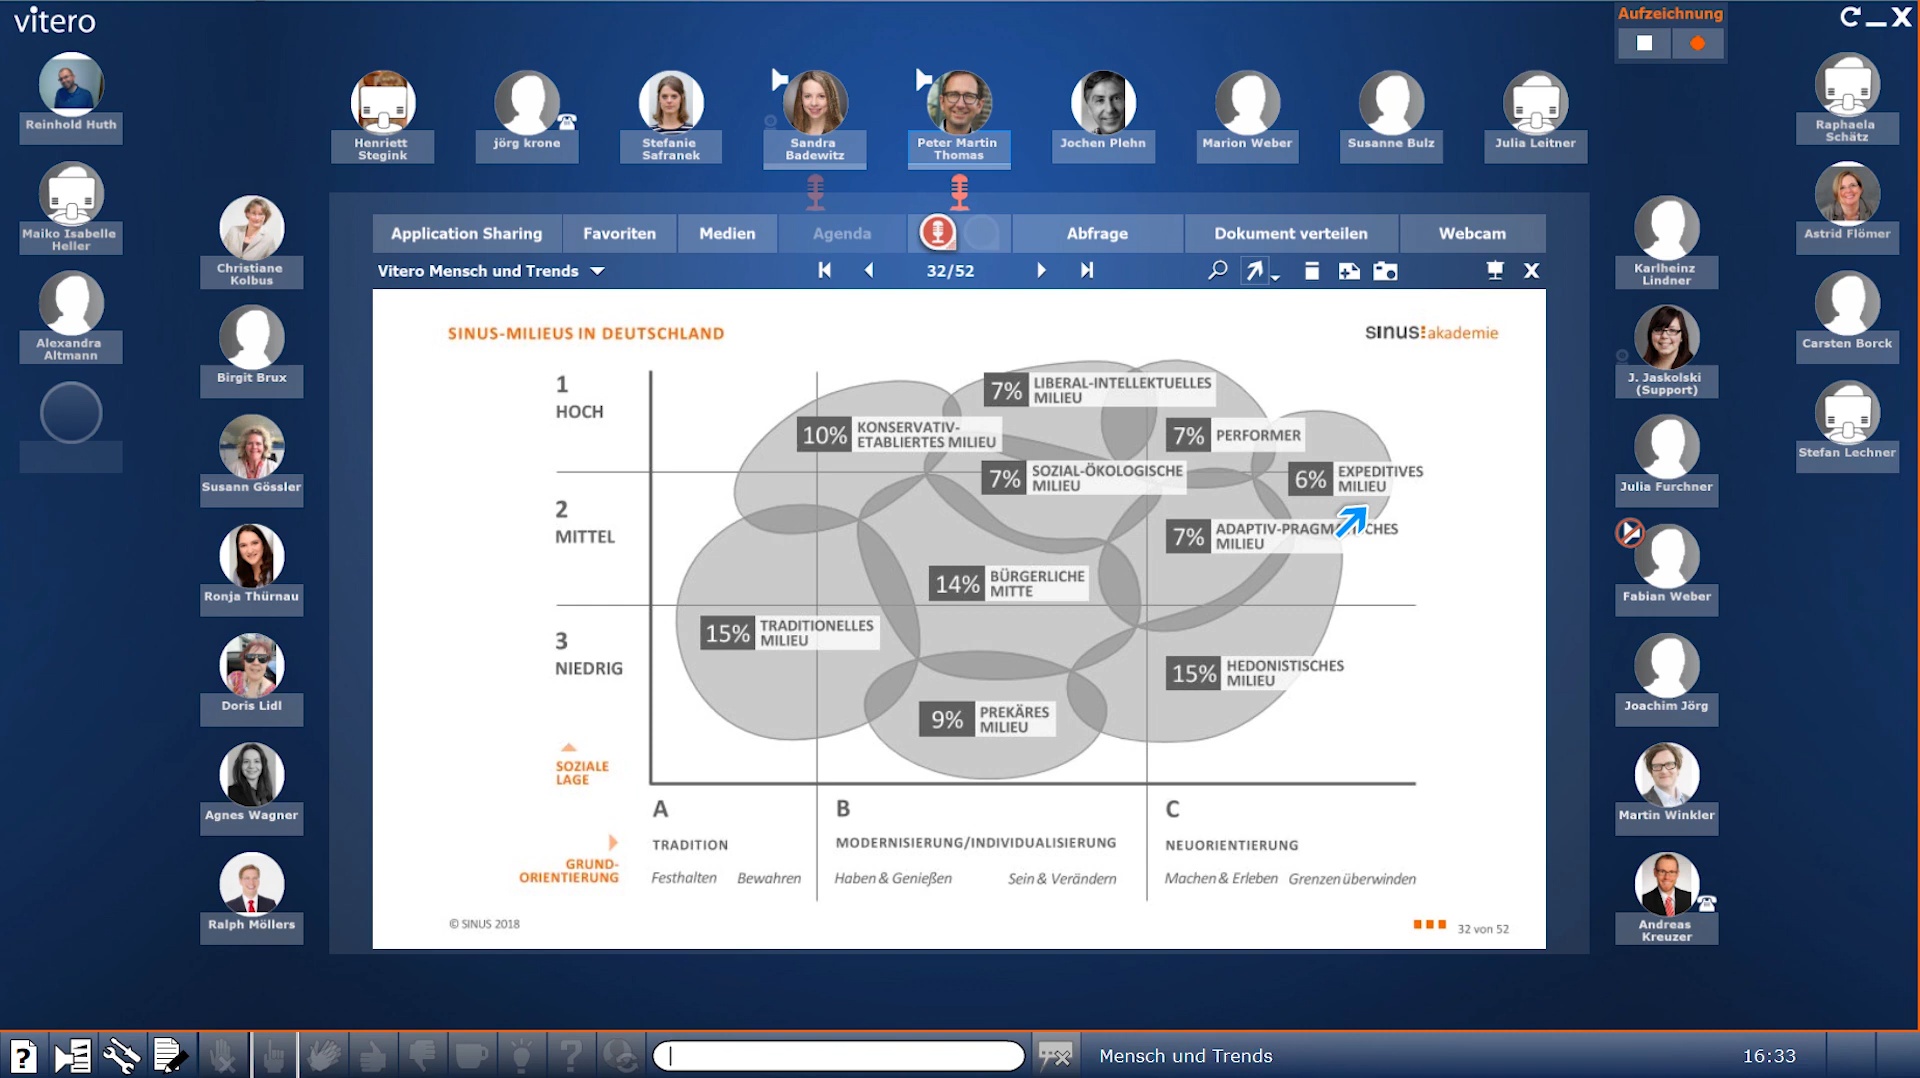 vitero
Aufzeichnung
Reinhold Huth
Maiko Isabelle
Heller
Alexandra
Altmann
Christiane
Kolbus
Birgit Brux
Susann Gössler
Ronja Thürnau
Doris Lidl
Agnes Wagner
Ralph Möllers
Henriett
Stegink
jörg krone
Stefanie
Safranek
Sandra
Badewitz
Peter Martin
Thomas
Jochen Plehn
Marion Weber
Susanne Bulz
Julia Leitner
Raphaela
Schätz
Astrid Flömer
Carsten Borck
Stefan Lechner
Karlheinz
Lindner
J. Jaskolski
(Support)
Julia Furchner
Fabian Weber
Joachim Jörg
Martin Winkler
Andreas
Kreuzer
Application Sharing
Favoriten
Medien
Agenda
Abfrage
Dokument verteilen
Webcam
Vitero Mensch und Trends
32/52
SINUS-MILIEUS IN DEUTSCHLAND
sinus:akademie
1
HOCH
2
MITTEL
3
NIEDRIG
7% LIBERAL-INTELLEKTUELLES
MILIEU
10% KONSERVATIV-
ETABLIERTES MILIEU
7% PERFORMER
7% SOZIAL-ÖKOLOGISCHE
MILIEU
6% EXPEDITIVES
MILIEU
7% ADAPTIV-PRAGMATISCHES
MILIEU
14% BÜRGERLICHE
MITTE
15% TRADITIONELLES
MILIEU
15% HEDONISTISCHES
MILIEU
9% PREKÄRES
MILIEU
SOZIALE
LAGE
GRUND-
ORIENTIERUNG
A
TRADITION
Festhalten Bewahren
B
MODERNISIERUNG/INDIVIDUALISIERUNG
Haben & Genießen Sein & Verändern
C
NEUORIENTIERUNG
Machen & Erleben Grenzen überwinden
© SINUS 2018
32 von 52
Mensch und Trends
16:33